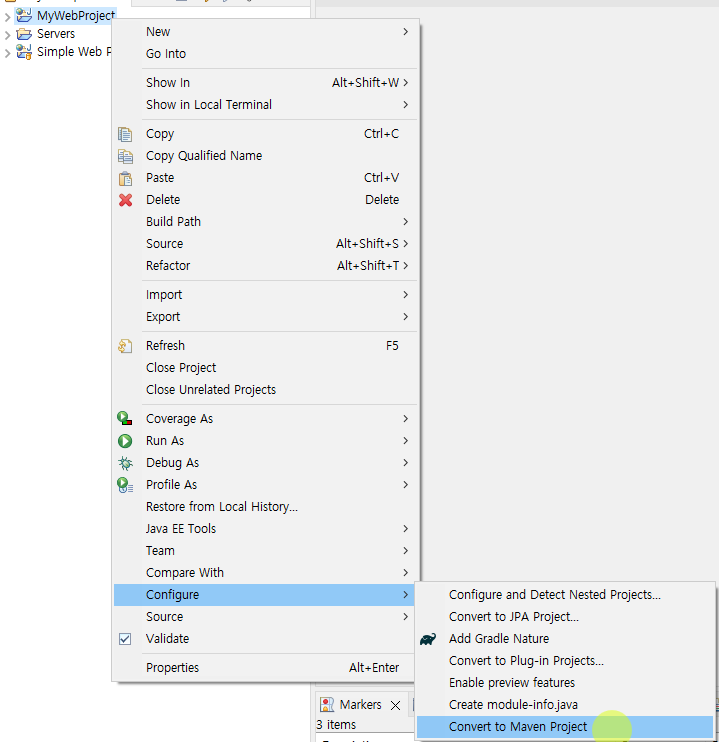 MyWebProject
Servers
Simple Web P
New
Go Into
Show In Alt+Shift+W
Show in Local Terminal
Copy Ctrl+C
Copy Qualified Name
Paste Ctrl+V
Delete Delete
Build Path
Source Alt+Shift+S
Refactor Alt+Shift+T
Import
Export
Refresh F5
Close Project
Close Unrelated Projects
Coverage As
Run As
Debug As
Profile As
Restore from Local History...
Java EE Tools
Team
Compare With
Configure
Source
Validate
Properties Alt+Enter
Configure and Detect Nested Projects...
Convert to JPA Project...
Add Gradle Nature
Convert to Plug-in Projects...
Enable preview features
Create module-info.java
Convert to Maven Project
Markers
3 items